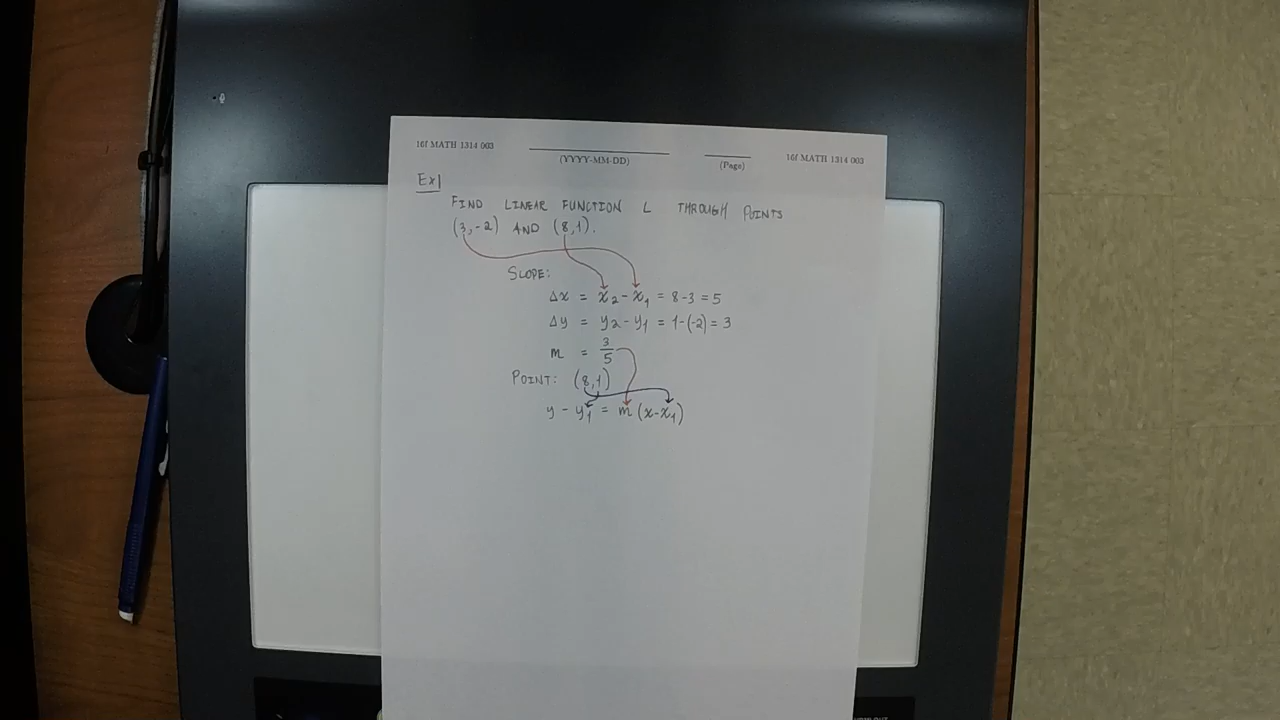 16f MATH 1314 003
(YYYY-MM-DD)
(Page)
16f MATH 1314 003
Ex1
FIND LINEAR FUNCTION L THROUGH POINTS
(3,-2) AND (8,1).
SLOPE:
Δx = x₂-x₁ = 8-3 = 5
Δy = y₂-y₁ = 1-(-2) = 3
m = 3/5
POINT: (8,1)
y - y₁ = m (x-x₁)